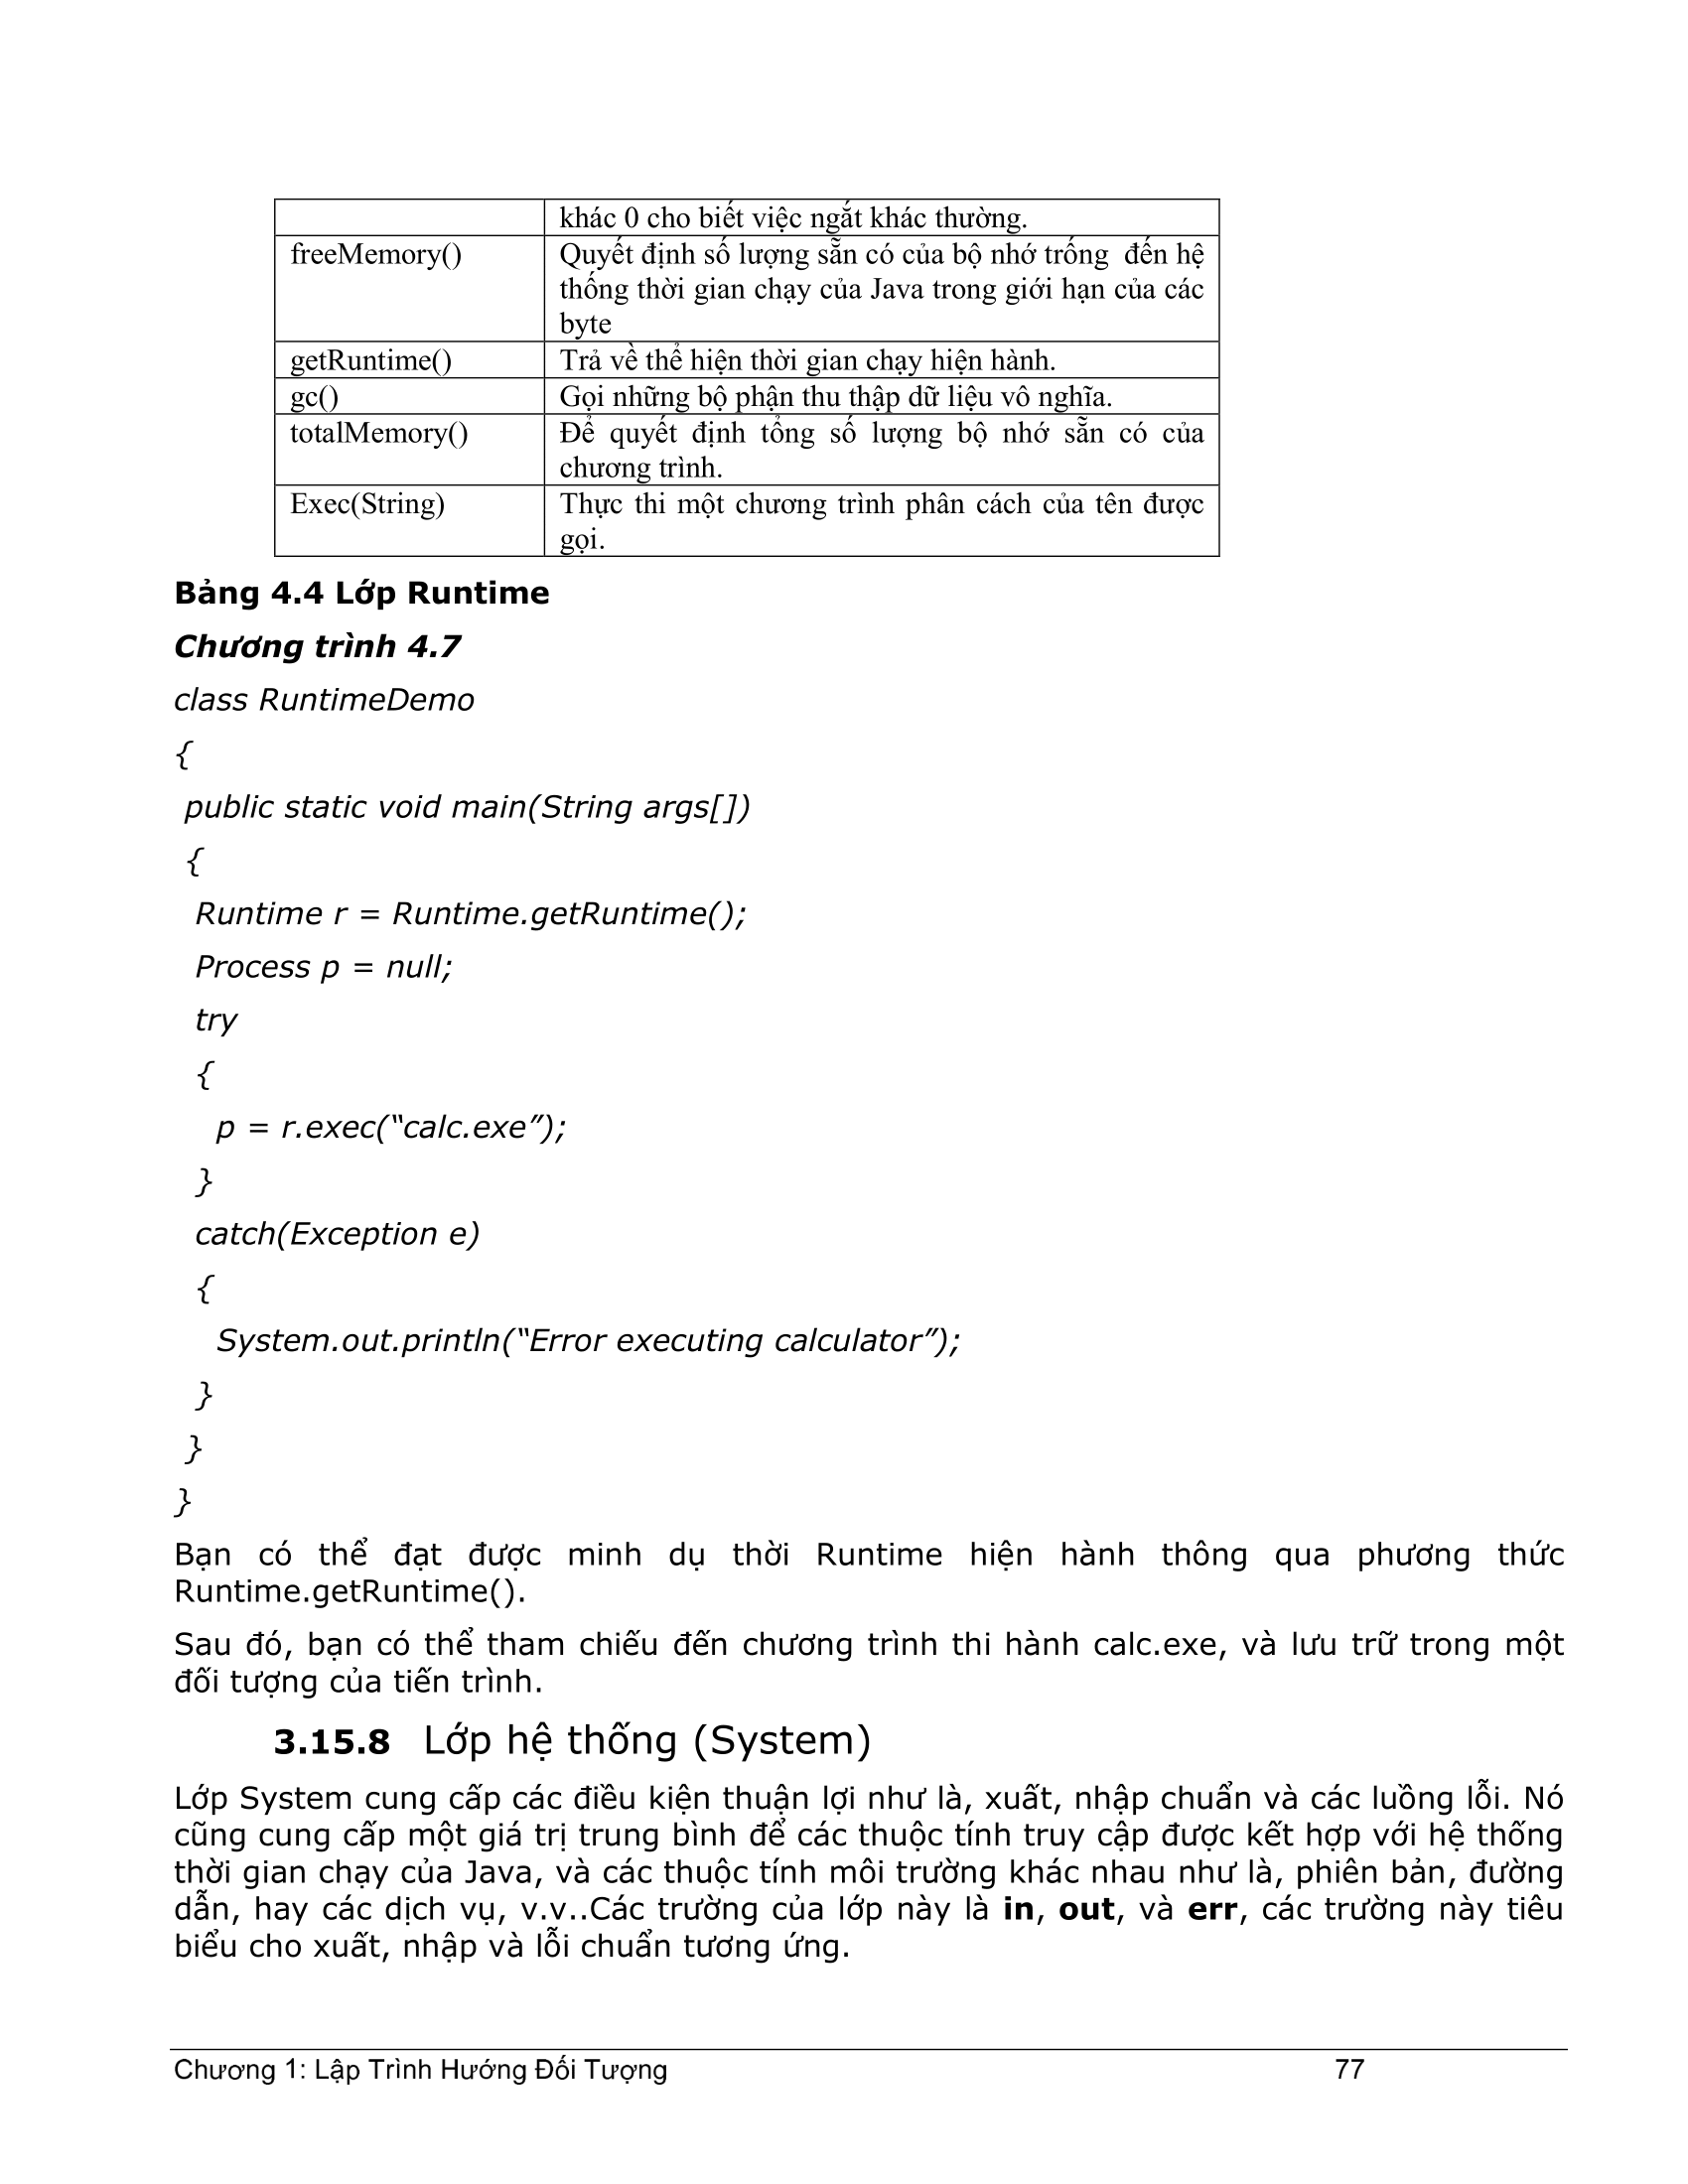 khác 0 cho biết việc ngắt khác thường.
freeMemory()
Quyết định số lượng sẵn có của bộ nhớ trống  đến hệ
thống thời gian chạy của Java trong giới hạn của các
byte
getRuntime()
Trả về thể hiện thời gian chạy hiện hành.
gc()
Gọi những bộ phận thu thập dữ liệu vô nghĩa.
totalMemory()
Để quyết định tổng số lượng bộ nhớ sẵn có của
chương trình.
Exec(String)
Thực thi một chương trình phân cách của tên được
gọi.
Bảng 4.4 Lớp Runtime
Chương trình 4.7
class RuntimeDemo
{
public static void main(String args[])
{
Runtime r = Runtime.getRuntime();
Process p = null;
try
{
p = r.exec(“calc.exe”);
}
catch(Exception e)
{
System.out.println(“Error executing calculator”);
}
}
}
Bạn có thể đạt được minh dụ thời Runtime hiện hành thông qua phương thức
Runtime.getRuntime().
Sau đó, bạn có thể tham chiếu đến chương trình thi hành calc.exe, và lưu trữ trong một
đối tượng của tiến trình.
3.15.8 Lớp hệ thống (System)
Lớp System cung cấp các điều kiện thuận lợi như là, xuất, nhập chuẩn và các luồng lỗi. Nó
cũng cung cấp một giá trị trung bình để các thuộc tính truy cập được kết hợp với hệ thống
thời gian chạy của Java, và các thuộc tính môi trường khác nhau như là, phiên bản, đường
dẫn, hay các dịch vụ, v.v..Các trường của lớp này là in, out, và err, các trường này tiêu
biểu cho xuất, nhập và lỗi chuẩn tương ứng.
Chương 1: Lập Trình Hướng Đối Tượng 77